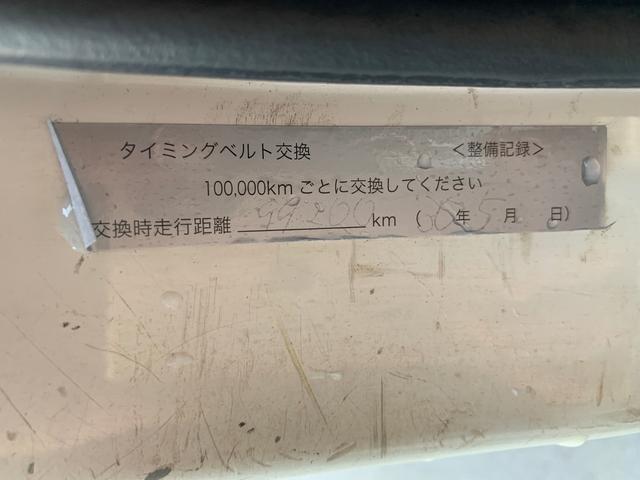 タイミングベルト交換 <整備記録>
100,000km ごとに交換してください
交換時走行距離 99200 km ( 年 月 日)